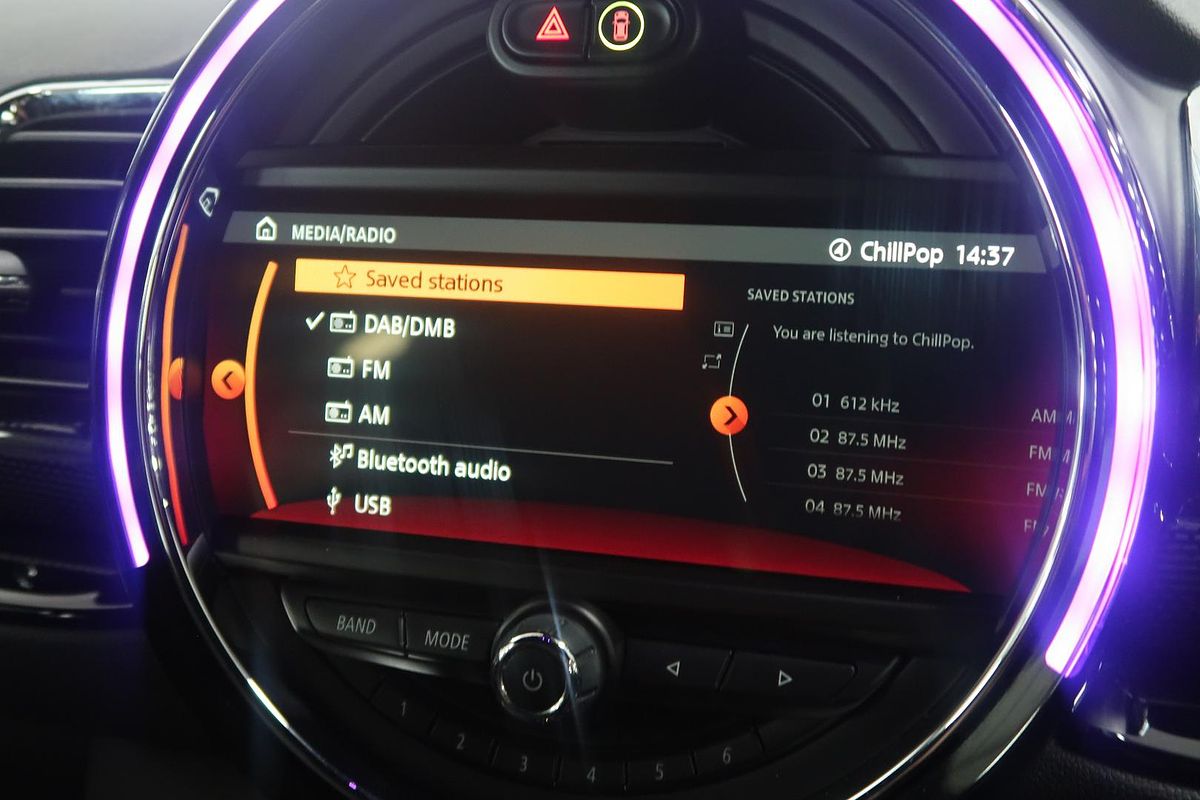 MEDIA/RADIO
④ ChillPop 14:37
Saved stations
DAB/DMB
FM
AM
Bluetooth audio
USB
SAVED STATIONS
You are listening to ChillPop.
01 612 kHz AM
02 87.5 MHz FM
03 87.5 MHz FM
04 87.5 MHz
BAND
MODE
1
2
3
4
5
6